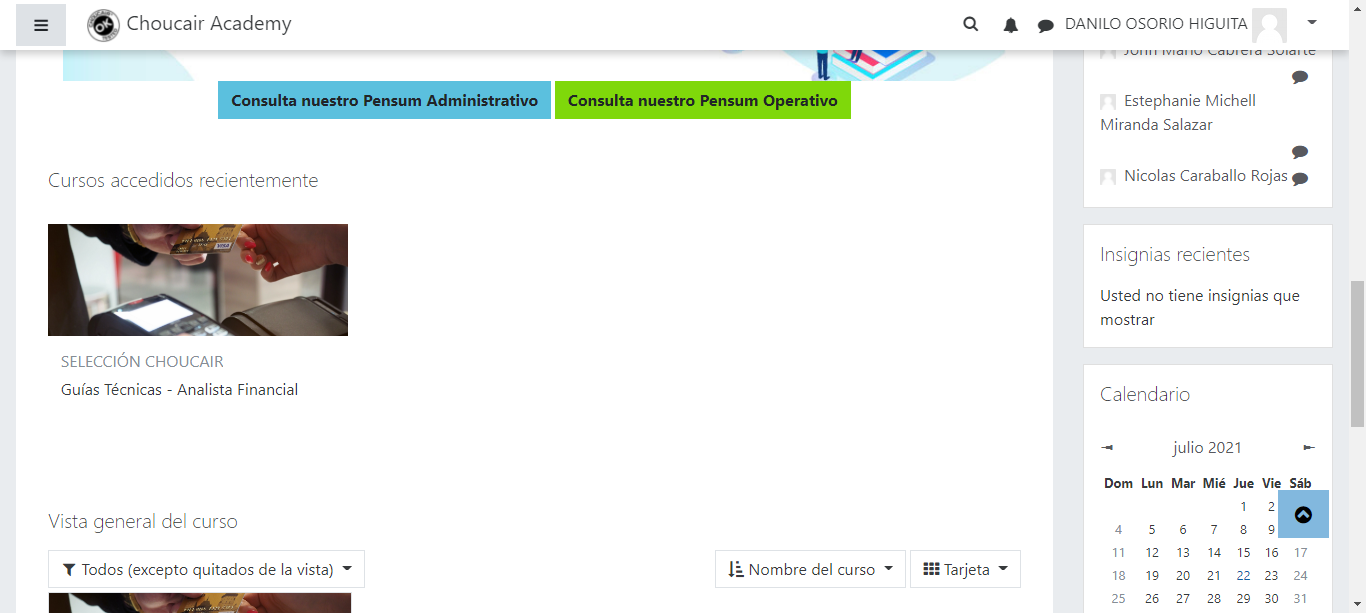 Choucair Academy
DANILO OSORIO HIGUITA
Consulta nuestro Pensum Administrativo
Consulta nuestro Pensum Operativo
Cursos accedidos recientemente
VISA
SELECCIÓN CHOUCAIR
Guías Técnicas - Analista Financial
Vista general del curso
Todos (excepto quitados de la vista)
Nombre del curso
Tarjeta
John Mario Cabrera Solarte
Estephanie Michell
Miranda Salazar
Nicolas Caraballo Rojas
Insignias recientes
Usted no tiene insignias que
mostrar
Calendario
julio 2021
Dom Lun Mar Mié Jue Vie Sáb
1 2
4 5 6 7 8 9
11 12 13 14 15 16 17
18 19 20 21 22 23 24
25 26 27 28 29 30 31